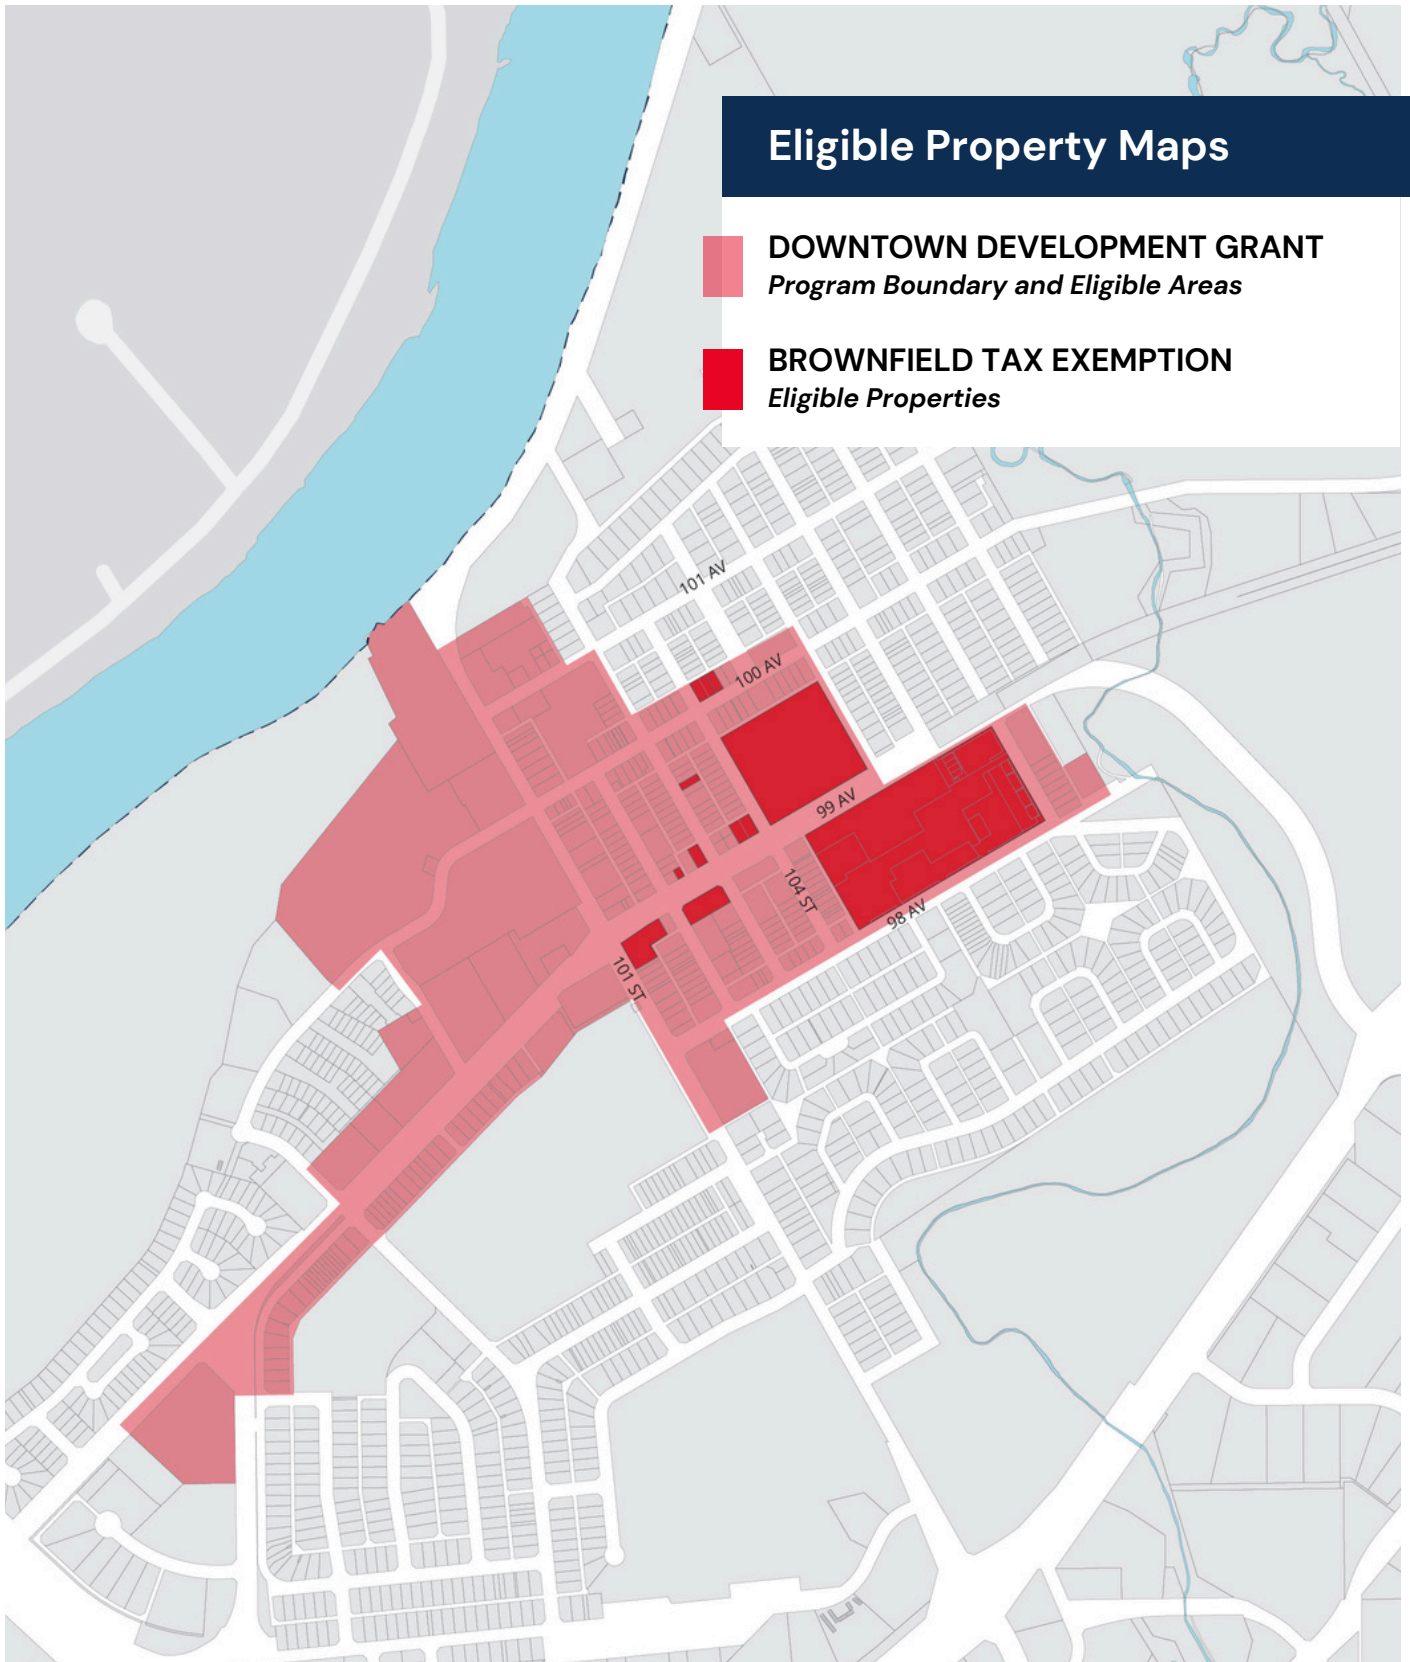 Eligible Property Maps
DOWNTOWN DEVELOPMENT GRANT
Program Boundary and Eligible Areas
BROWNFIELD TAX EXEMPTION
Eligible Properties
101 AV
100 AV
99 AV
104 ST
98 AV
101 ST